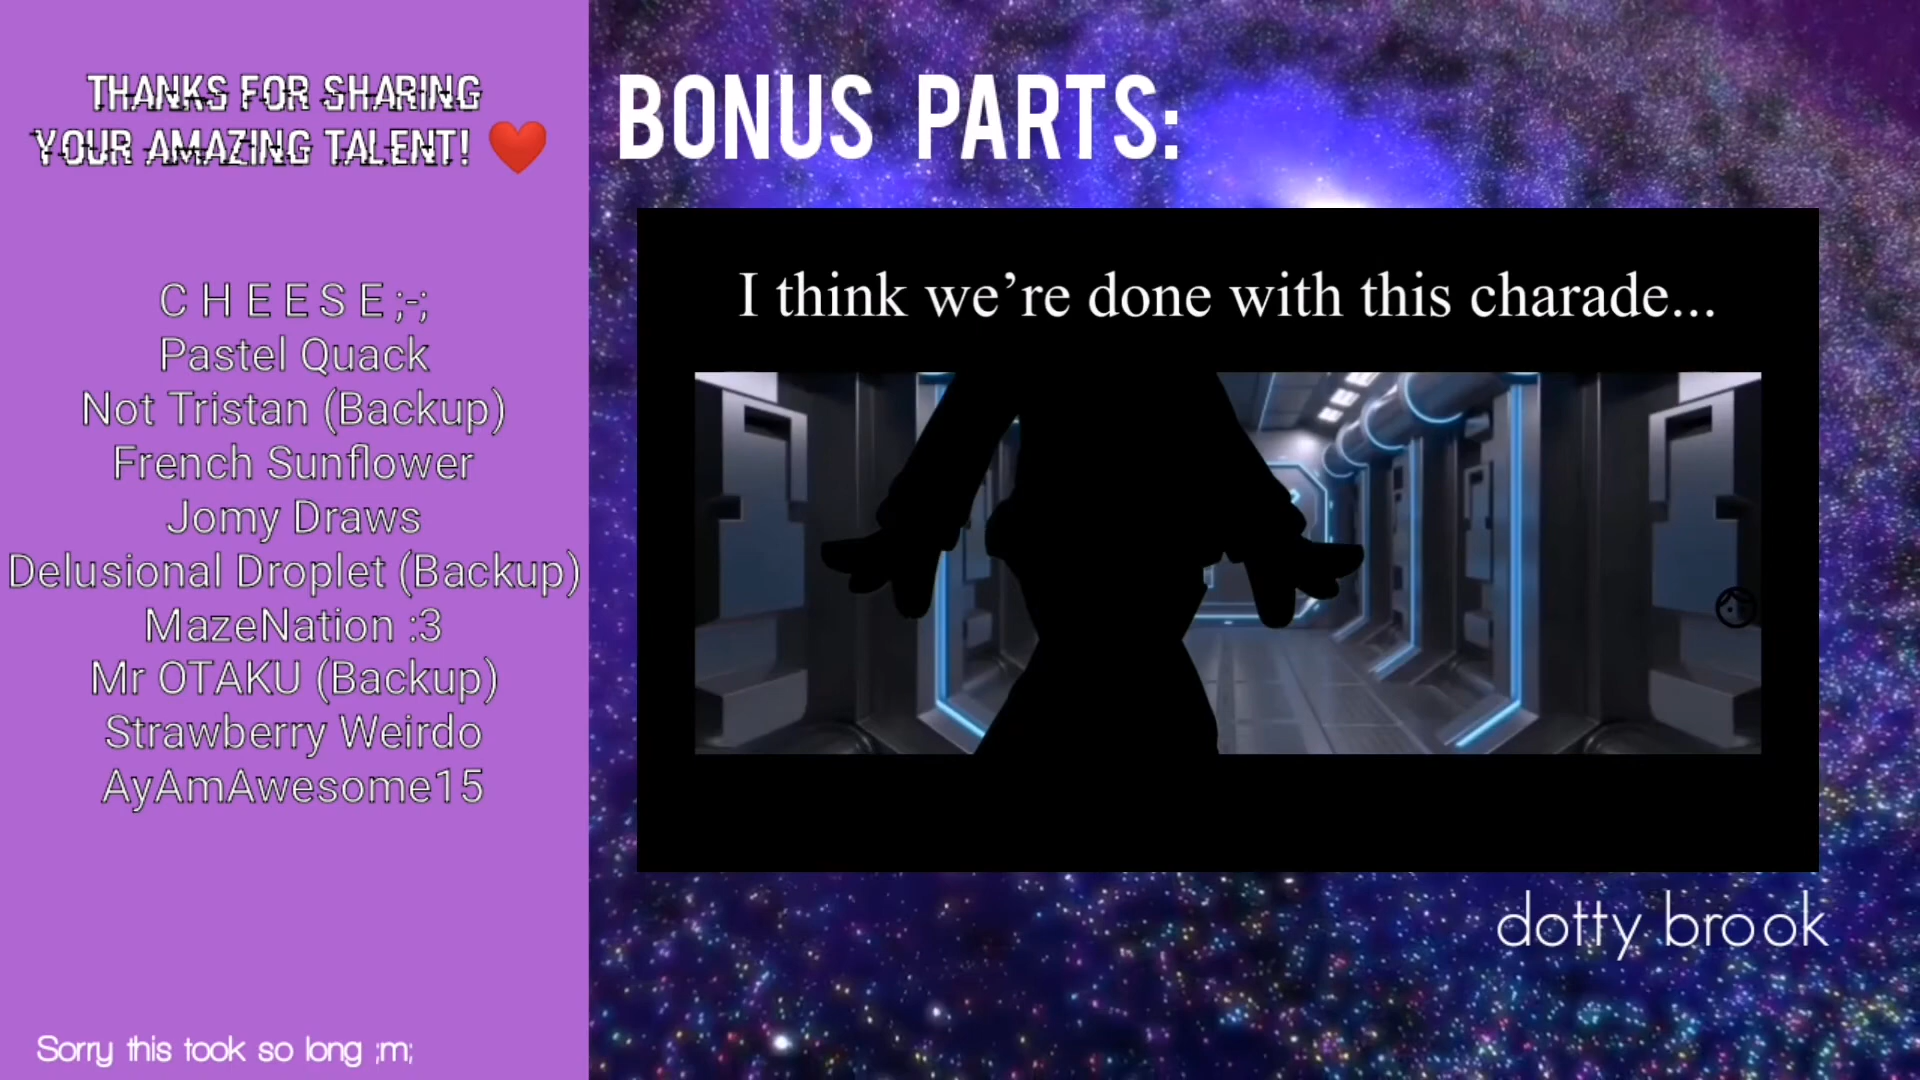 THANKS FOR SHARING
YOUR AMAZING TALENT! ❤️
C H E E S E ;-;
Pastel Quack
Not Tristan (Backup)
French Sunflower
Jomy Draws
Delusional Droplet (Backup)
MazeNation :3
Mr OTAKU (Backup)
Strawberry Weirdo
AyAmAwesome15
Sorry this took so long ;m;
BONUS PARTS:
I think we’re done with this charade...
dotty brook